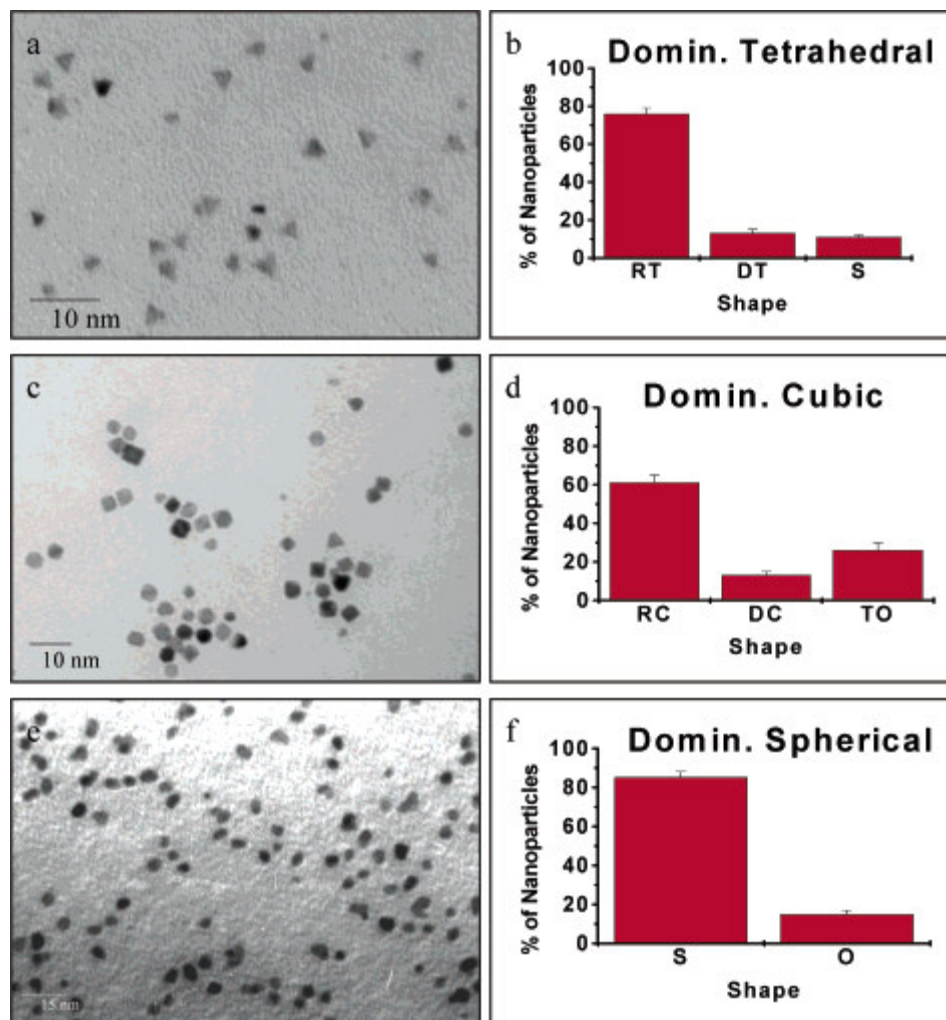 a
10 nm
b
Domin. Tetrahedral
% of Nanoparticles
100
80
60
40
20
0
RT DT S
Shape
c
10 nm
d
Domin. Cubic
% of Nanoparticles
100
80
60
40
20
0
RC DC TO
Shape
e
15 nm
f
Domin. Spherical
% of Nanoparticles
100
80
60
40
20
0
S O
Shape